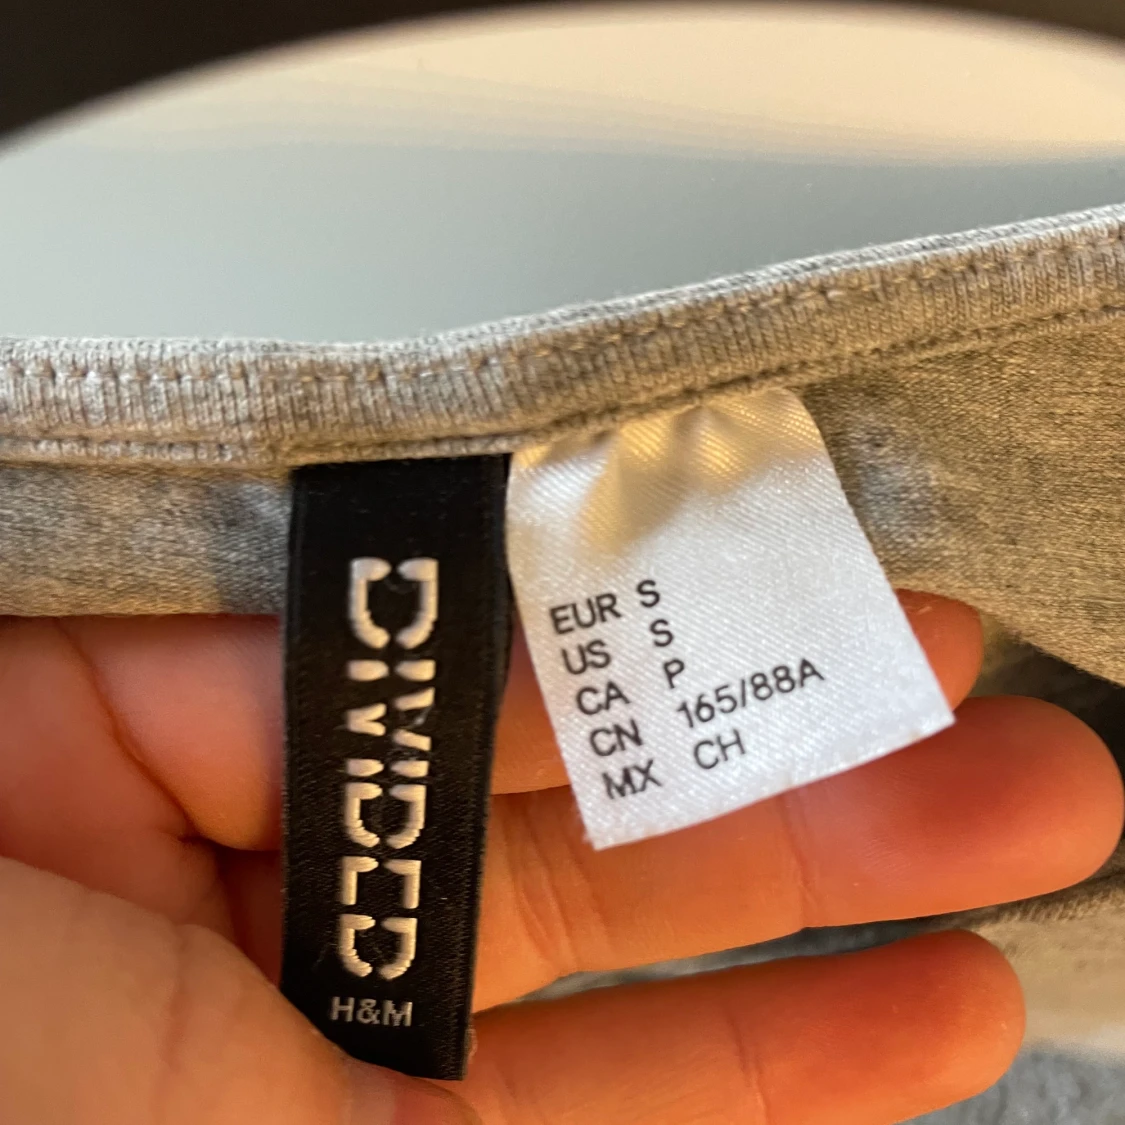 DIVIDED
H&M
EUR S
US S
CA P
CN 165/88A
MX CH